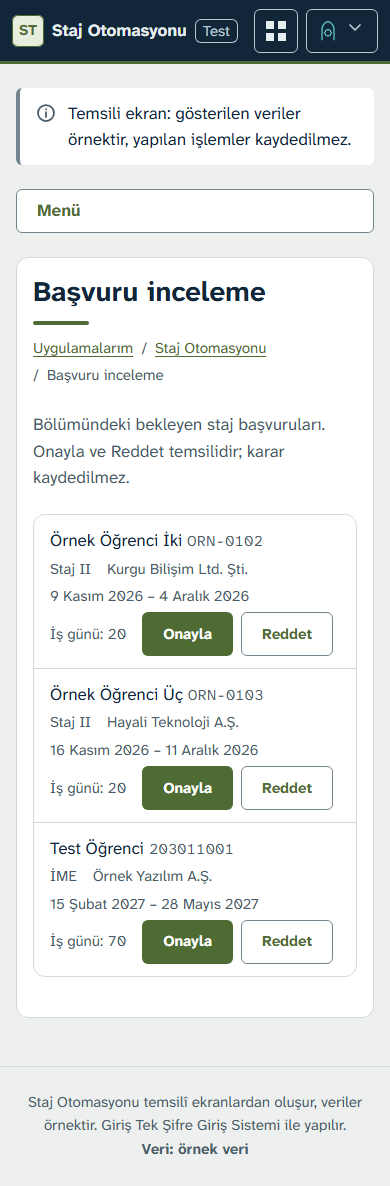 ST Staj Otomasyonu Test
Temsili ekran: gösterilen veriler
örnektir, yapılan işlemler kaydedilmez.
Menü
Başvuru inceleme
Uygulamalarım / Staj Otomasyonu
/ Başvuru inceleme
Bölümündeki bekleyen staj başvuruları.
Onayla ve Reddet temsilidir; karar
kaydedilmez.
Örnek Öğrenci İki ORN-0102
Staj II Kurgu Bilişim Ltd. Şti.
9 Kasım 2026 – 4 Aralık 2026
İş günü: 20 Onayla Reddet
Örnek Öğrenci Üç ORN-0103
Staj II Hayali Teknoloji A.Ş.
16 Kasım 2026 – 11 Aralık 2026
İş günü: 20 Onayla Reddet
Test Öğrenci 203011001
İME Örnek Yazılım A.Ş.
15 Şubat 2027 – 28 Mayıs 2027
İş günü: 70 Onayla Reddet
Staj Otomasyonu temsilî ekranlardan oluşur, veriler
örnektir. Giriş Tek Şifre Giriş Sistemi ile yapılır.
Veri: örnek veri